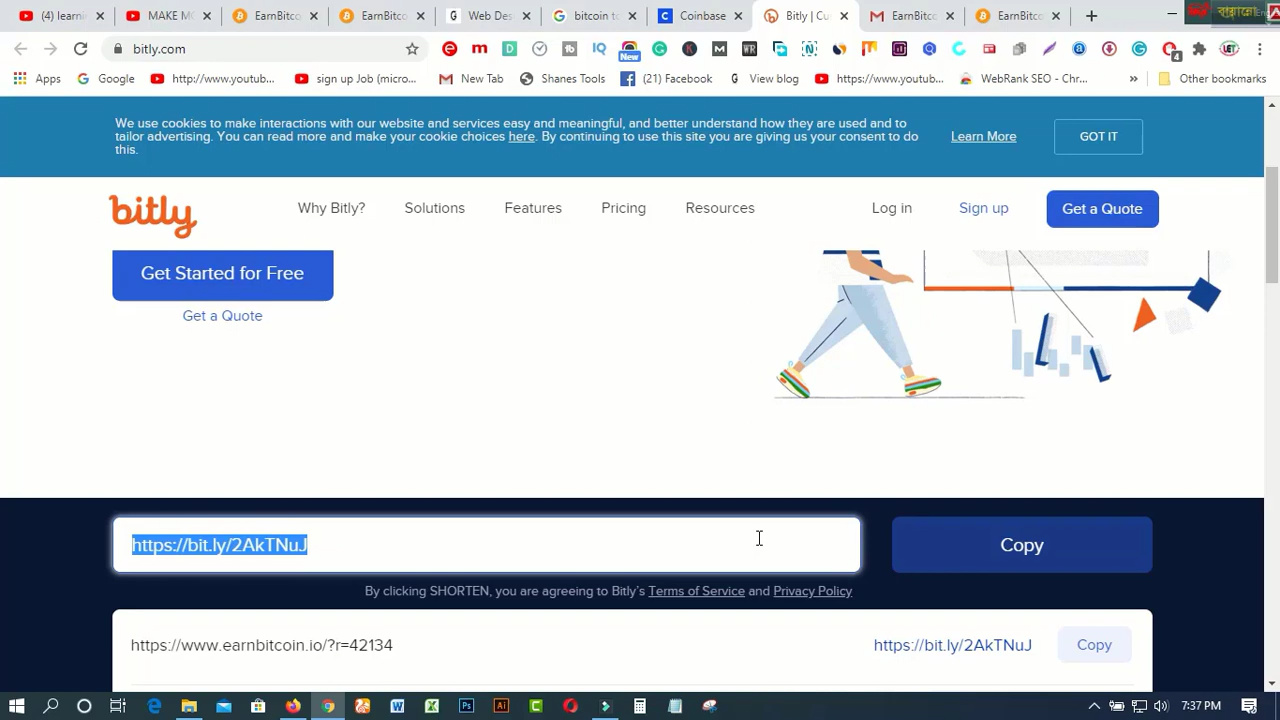 (4) learni
MAKE MO
EarnBitco
EarnBitco
Web T
bitcoin to
Coinbase
Bitly | Cu
EarnBitc
EarnBitco
bitly.com
New
4
Apps
Google
http://www.youtub...
sign up Job (micro...
New Tab
Shanes Tools
(21) Facebook
View blog
https://www.youtu...
WebRank SEO - Chr...
»
Other bookmarks
We use cookies to make interactions with our website and services easy and meaningful, and better understand how they are used and to
tailor advertising. You can read more and make your cookie choices here. By continuing to use this site you are giving us your consent to do
this.
Learn More
GOT IT
bitly
Why Bitly?
Solutions
Features
Pricing
Resources
Log in
Sign up
Get a Quote
Get Started for Free
Get a Quote
https://bit.ly/2AkTNuJ
Copy
By clicking SHORTEN, you are agreeing to Bitly's Terms of Service and Privacy Policy
https://www.earnbitcoin.io/?r=42134
https://bit.ly/2AkTNuJ
Copy
7:37 PM